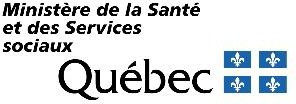 Ministère de la Santé
et des Services
sociaux
Québec